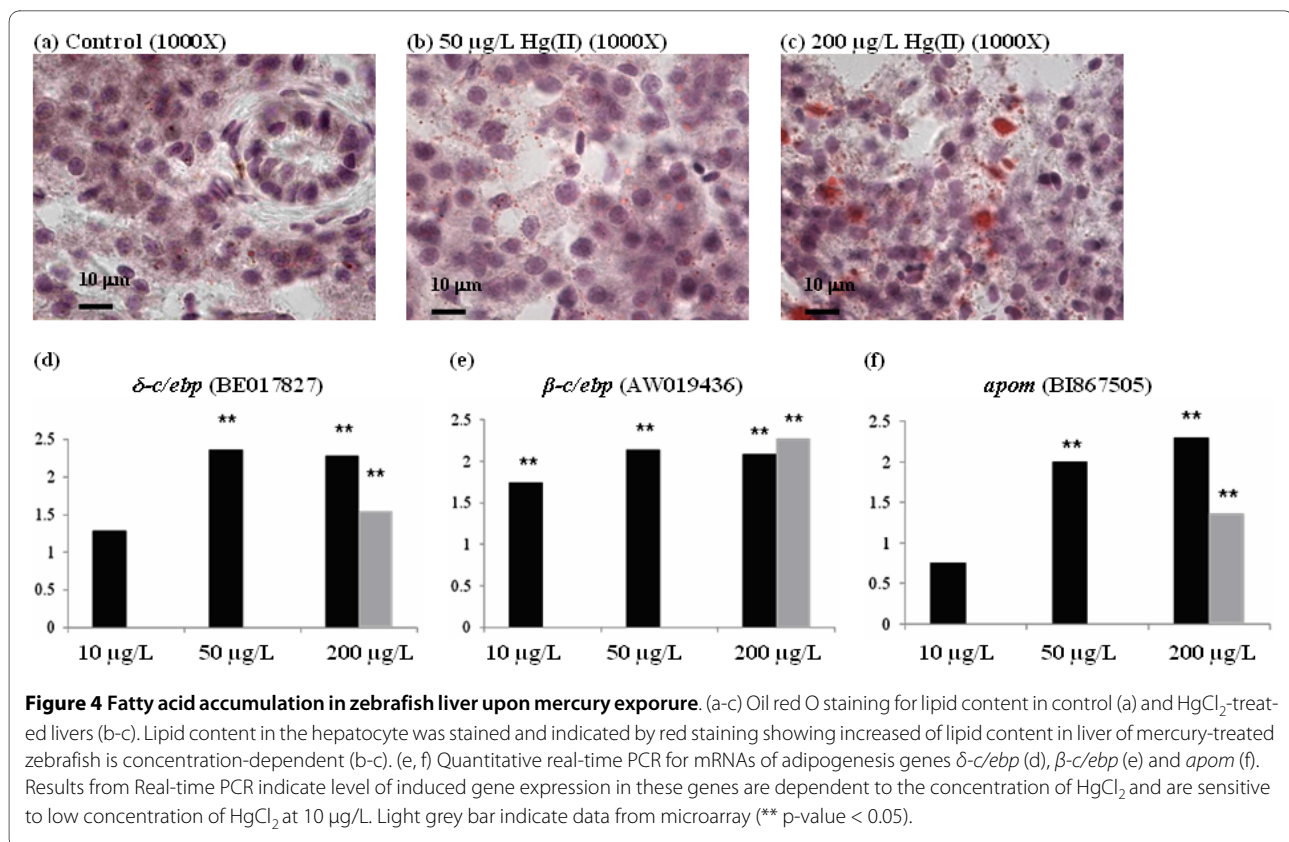 (a) Control (1000X)
(b) 50 µg/L Hg(II) (1000X)
(c) 200 µg/L Hg(II) (1000X)
10 µm
10 µm
10 µm
(d)
δ-c/ebp (BE017827)
**
**
**
2.5
2
1.5
1
0.5
0
10 µg/L
50 µg/L
200 µg/L
(e)
β-c/ebp (AW019436)
**
**
**
**
2.5
2
1.5
1
0.5
0
10 µg/L
50 µg/L
200 µg/L
(f)
apom (BI867505)
**
**
**
2.5
2
1.5
1
0.5
0
10 µg/L
50 µg/L
200 µg/L
Figure 4 Fatty acid accumulation in zebrafish liver upon mercury exporure. (a-c) Oil red O staining for lipid content in control (a) and HgCl2-treat-
ed livers (b-c). Lipid content in the hepatocyte was stained and indicated by red staining showing increased of lipid content in liver of mercury-treated
zebrafish is concentration-dependent (b-c). (e, f) Quantitative real-time PCR for mRNAs of adipogenesis genes δ-c/ebp (d), β-c/ebp (e) and apom (f).
Results from Real-time PCR indicate level of induced gene expression in these genes are dependent to the concentration of HgCl2 and are sensitive
to low concentration of HgCl2 at 10 µg/L. Light grey bar indicate data from microarray (** p-value < 0.05).